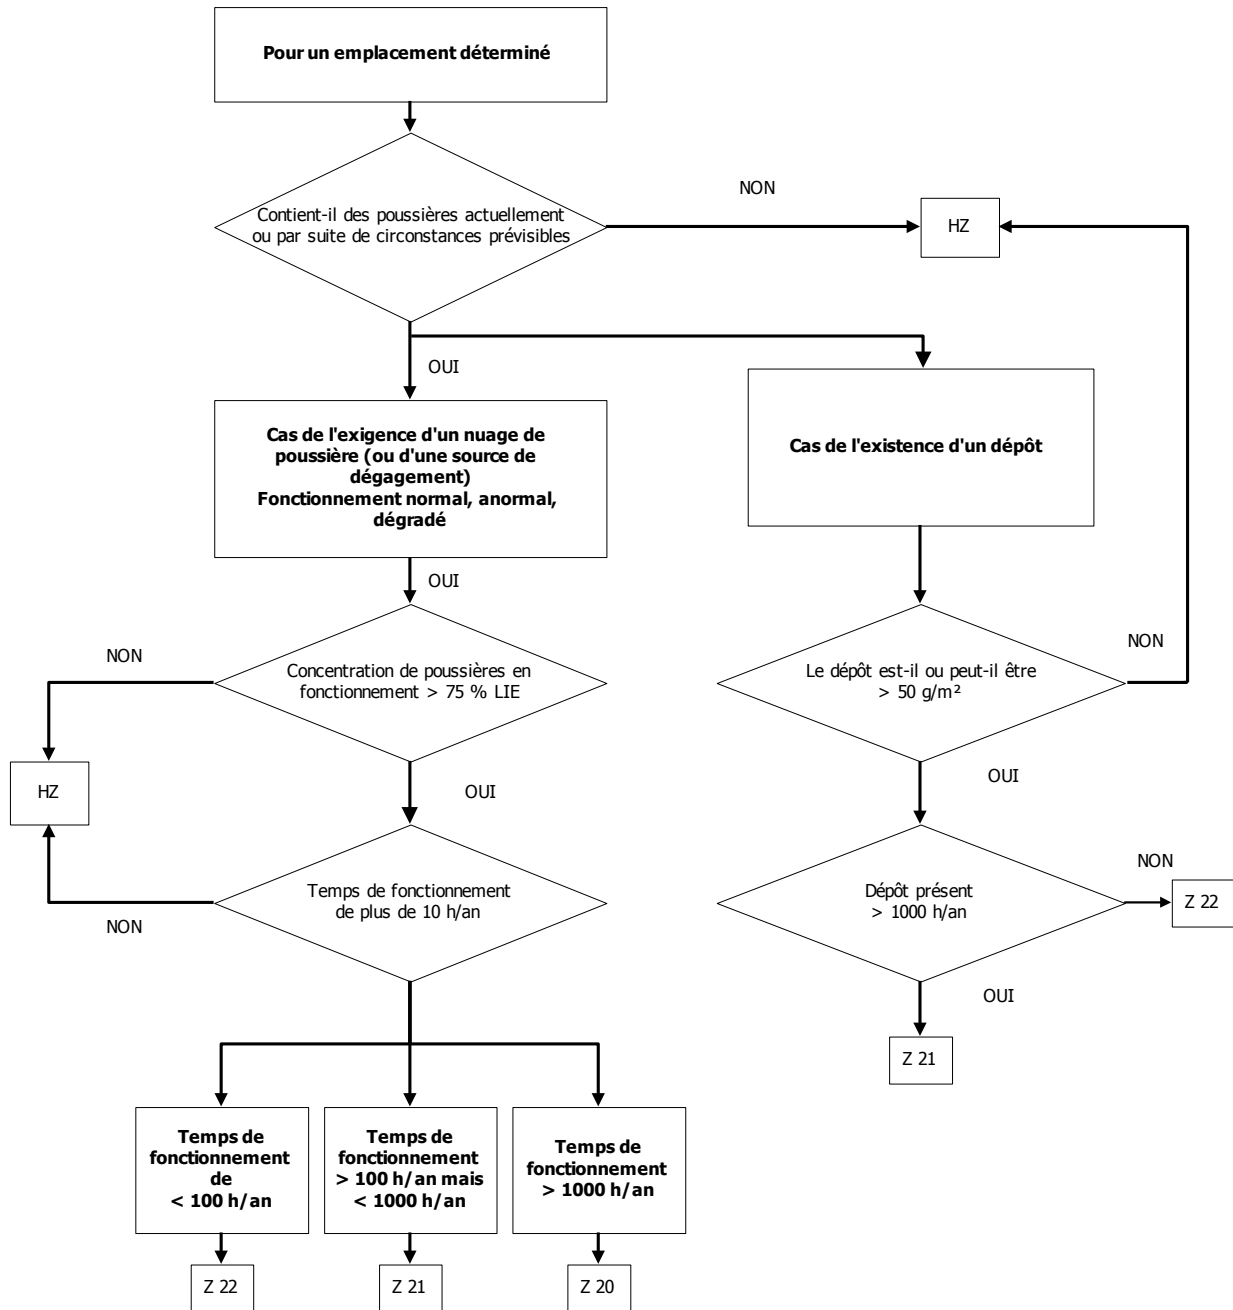 Pour un emplacement déterminé
Contient-il des poussières actuellement
ou par suite de circonstances prévisibles
NON
HZ
OUI
Cas de l'exigence d'un nuage de
poussière (ou d'une source de
dégagement)
Fonctionnement normal, anormal,
dégradé
Cas de l'existence d'un dépôt
OUI
NON
Concentration de poussières en
fonctionnement > 75 % LIE
Le dépôt est-il ou peut-il être
> 50 g/m²
NON
HZ
OUI
OUI
Temps de fonctionnement
de plus de 10 h/an
NON
Dépôt présent
> 1000 h/an
NON
Z 22
OUI
Z 21
Temps de
fonctionnement
de
< 100 h/an
Temps de
fonctionnement
> 100 h/an mais
< 1000 h/an
Temps de
fonctionnement
> 1000 h/an
Z 22
Z 21
Z 20